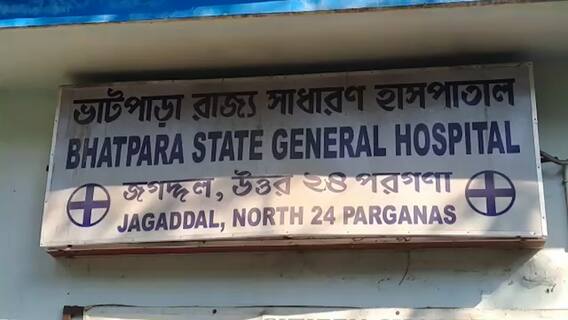 ভাটপাড়া রাজ্য সাধারণ হাসপাতাল
BHATPARA STATE GENERAL HOSPITAL
জগদ্দল, উত্তর ২৪ পরগণা
JAGADDAL, NORTH 24 PARGANAS